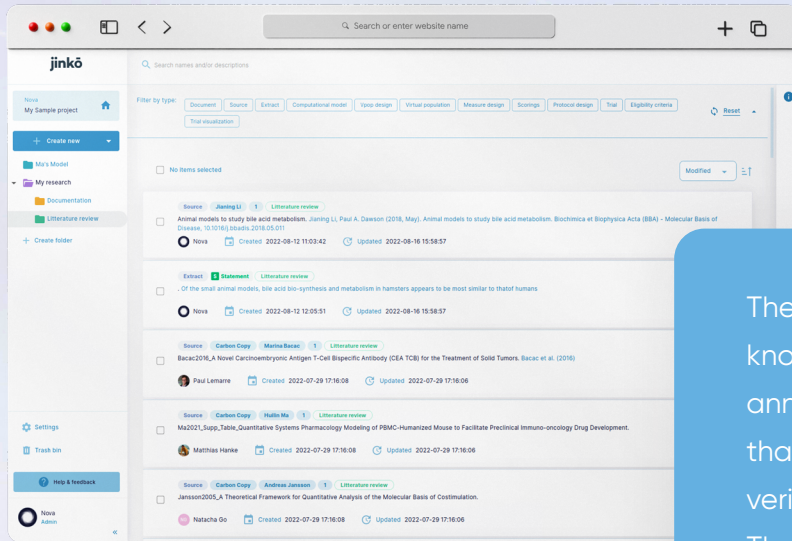 Search or enter website name
jinkō
Search names and/or descriptions
Nova
My Sample project
Filter by type:
Document Source Extract Computational model Vpop design Virtual population Measure design Scorings Protocol design Trial Eligibility criteria
Trial visualization
Reset
Create new
No items selected
Modified
Ma's Model
My research
Documentation
Litterature review
Create folder
Source Jianing Li 1 Litterature review
Animal models to study bile acid metabolism. Jianing Li, Paul A. Dawson (2018, May). Animal models to study bile acid metabolism. Biochimica et Biophysica Acta (BBA) - Molecular Basis of
Disease, 10.1016/j.bbadis.2018.05.011
Nova Created 2022-08-12 11:03:42 Updated 2022-08-16 15:58:57
Extract S Statement Litterature review
. Of the small animal models, bile acid bio-synthesis and metabolism in hamsters appears to be most similar to thatof humans
Nova Created 2022-08-12 12:05:51 Updated 2022-08-16 15:58:57
Source Carbon Copy Marina Bacac 1 Litterature review
Bacac2016_A Novel Carcinoembryonic Antigen T-Cell Bispecific Antibody (CEA TCB) for the Treatment of Solid Tumors. Bacac et al. (2016)
Paul Lemarre Created 2022-07-29 17:16:08 Updated 2022-07-29 17:16:06
Source Carbon Copy Hullin Ma 1 Litterature review
Ma2021_Supp_Table_Quantitative Systems Pharmacology Modeling of PBMC-Humanized Mouse to Facilitate Preclinical Immuno-oncology Drug Development.
Matthias Hanke Created 2022-07-29 17:16:08 Updated 2022-07-29 17:16:06
Source Carbon Copy Andreas Jansson 1 Litterature review
Jansson2005_A Theoretical Framework for Quantitative Analysis of the Molecular Basis of Costimulation.
Natacha Go Created 2022-07-29 17:16:08 Updated 2022-07-29 17:16:06
Settings
Trash bin
Help & feedback
Nova
Admin
The
kno
ann
tha
veri